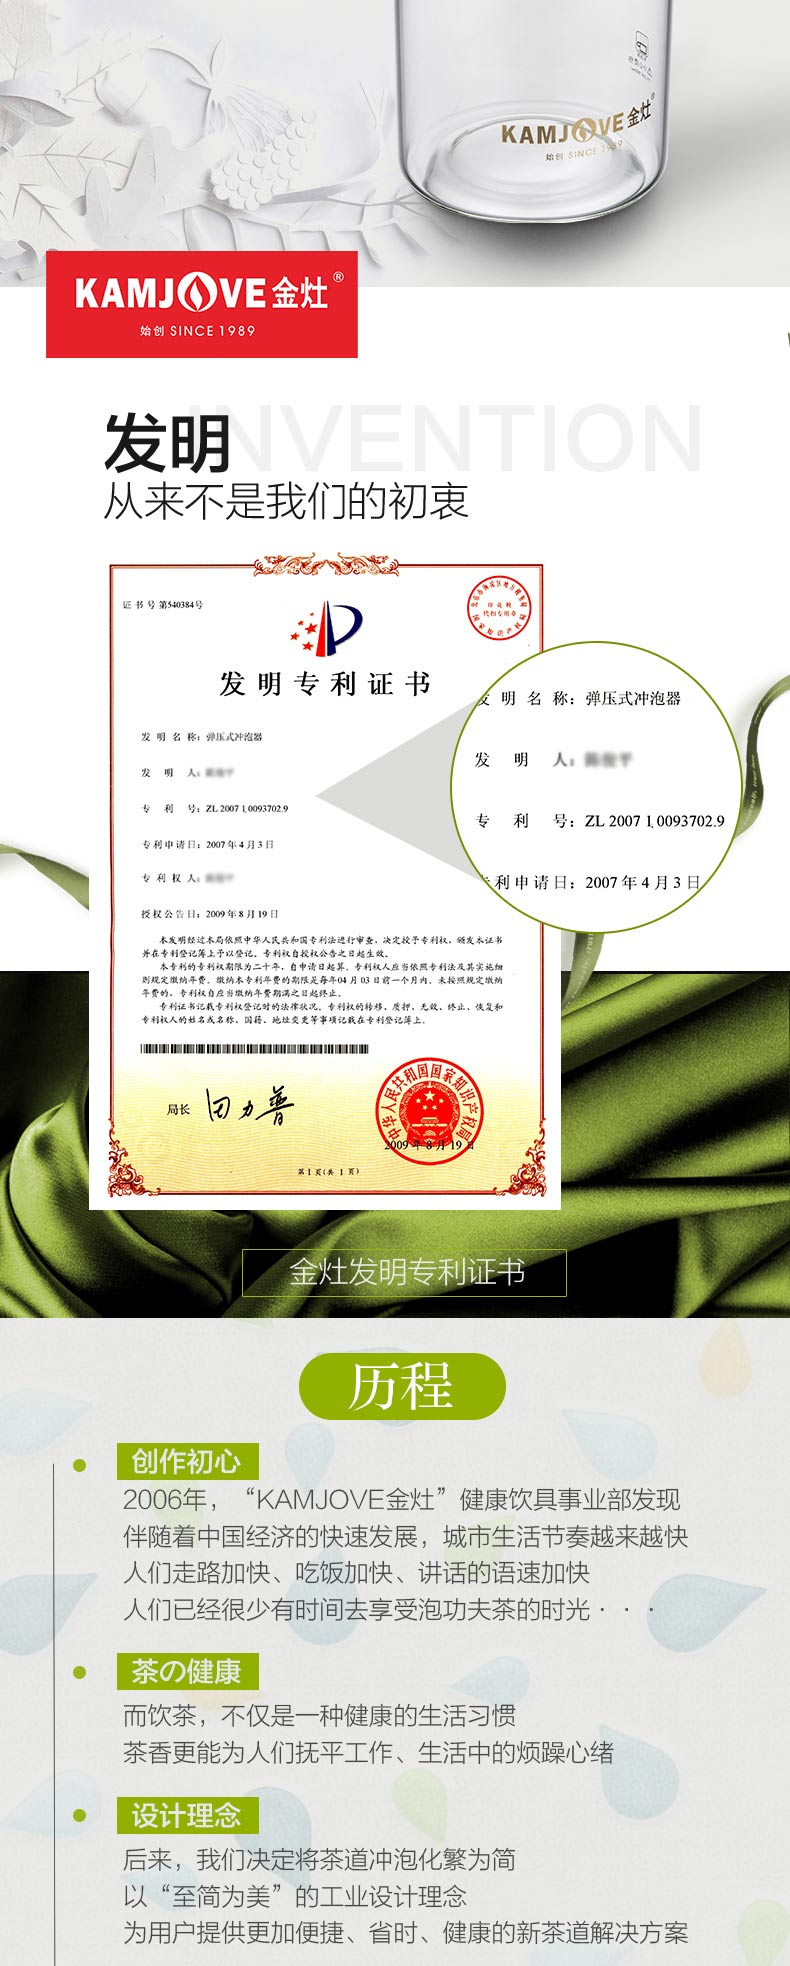 KAMJOVE金灶®
始创 SINCE 1989
KAMJOVE金灶®
始创 SINCE 1989
INVENTION
发明
从来不是我们的初衷
证书号第540384号
印花税
代扣专用章
发明专利证书
发明名称：弹压式冲泡器
发明人：
专利号：ZL 2007 1 0093702.9
专利申请日：2007年4月3日
专利权人：
授权公告日：2009年8月19日
发明名称：弹压式冲泡器
发明人：
专利号：ZL 2007 1 0093702.9
专利申请日：2007年4月3日
本发明经过本局依照中华人民共和国专利法进行审查，决定授予专利权，颁发本证书
并在专利登记簿上予以登记。专利权自授权公告之日起生效。
本专利的专利权期限为二十年，自申请日起算。专利权人应当依照专利法及其实施细
则规定缴纳年费。缴纳本专利年费的期限是每年04月03日前一个月内。未按照规定缴纳
年费的，专利权自应当缴纳年费期满之日起终止。
专利证书记载专利权登记时的法律状况。专利权的转移、质押、无效、终止、恢复和
专利权人的姓名或名称、国籍、地址变更等事项记载在专利登记簿上。
局长 田力普
中华人民共和国国家知识产权局
2009年8月19日
第1页(共1页)
金灶发明专利证书
历程
创作初心
2006年，“KAMJOVE金灶”健康饮具事业部发现
伴随着中国经济的快速发展，城市生活节奏越来越快
人们走路加快、吃饭加快、讲话的语速加快
人们已经很少有时间去享受泡功夫茶的时光···
茶の健康
而饮茶，不仅是一种健康的生活习惯
茶香更能为人们抚平工作、生活中的烦躁心绪
设计理念
后来，我们决定将茶道冲泡化繁为简
以“至简为美”的工业设计理念
为用户提供更加便捷、省时、健康的新茶道解决方案